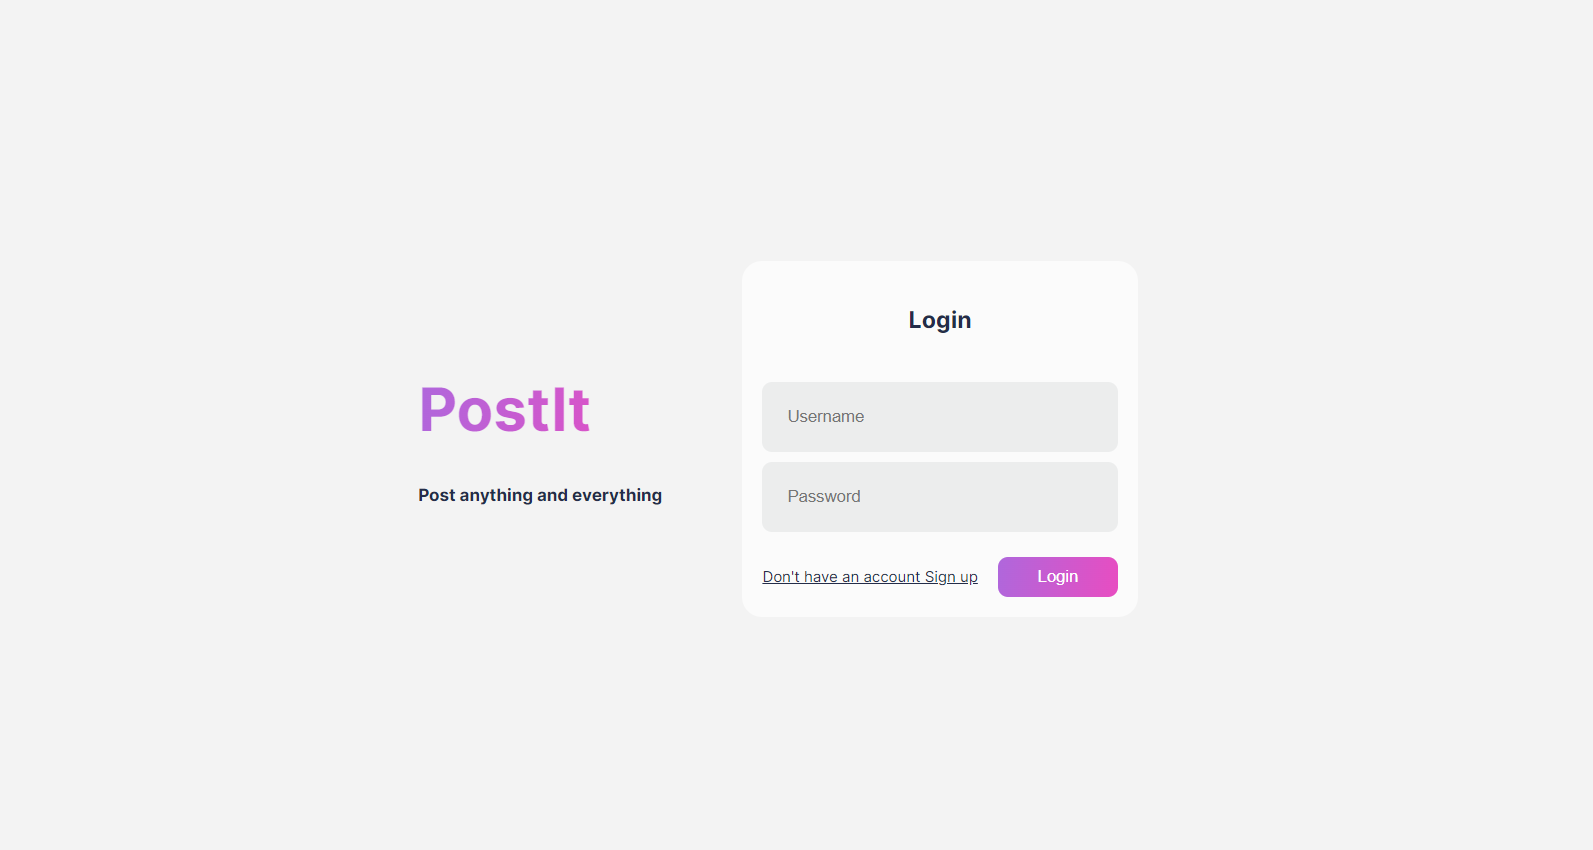 PostIt
Post anything and everything
Login
Username
Password
Don't have an account Sign up
Login